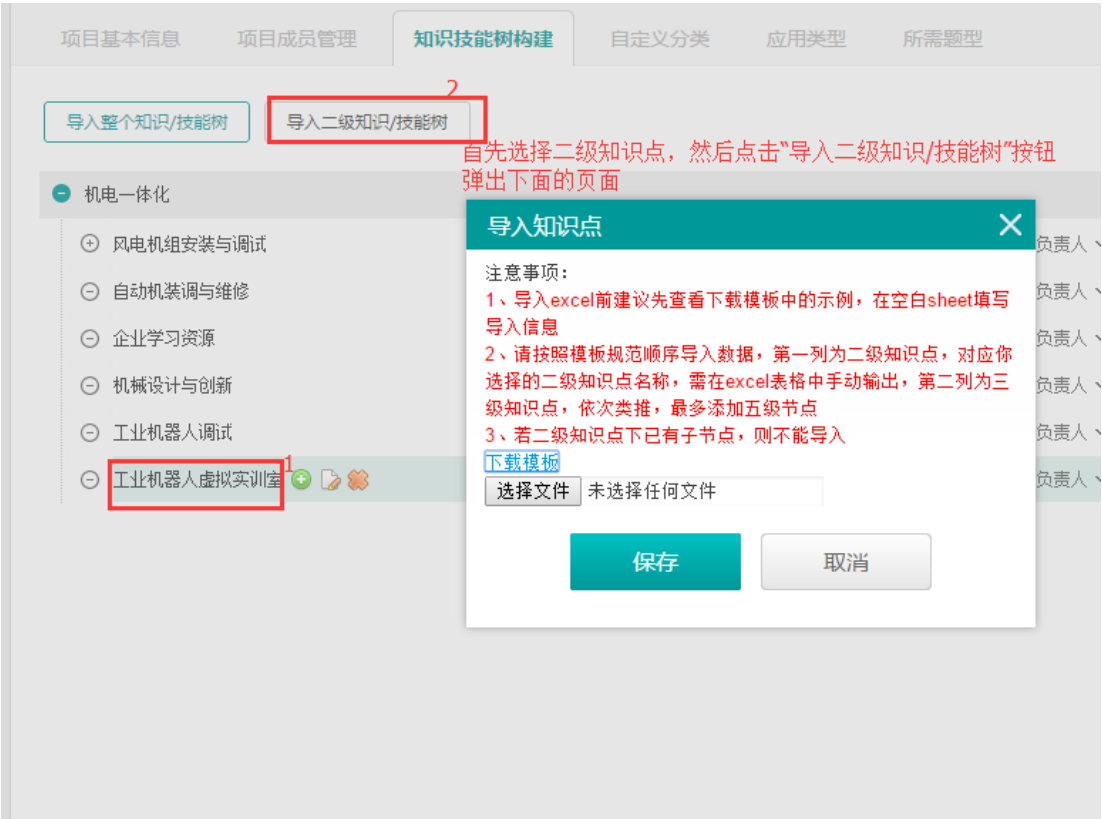 项目基本信息 项目成员管理 知识技能树构建 自定义分类 应用类型 所需题型
2
导入整个知识/技能树 导入二级知识/技能树
首先选择二级知识点，然后点击“导入二级知识/技能树”按钮
弹出下面的页面
机电一体化
导入知识点
风电机组安装与调试 负责人
自动机装调与维修 负责人
企业学习资源 负责人
机械设计与创新 负责人
工业机器人调试 负责人
1
工业机器人虚拟实训室 负责人
注意事项：
1、导入excel前建议先查看下载模板中的示例，在空白sheet填写
导入信息
2、请按照模板规范顺序导入数据，第一列为二级知识点，对应你
选择的二级知识点名称，需在excel表格中手动输出，第二列为三
级知识点，依次类推，最多添加五级节点
3、若二级知识点下已有子节点，则不能导入
下载模板
选择文件 未选择任何文件
保存 取消